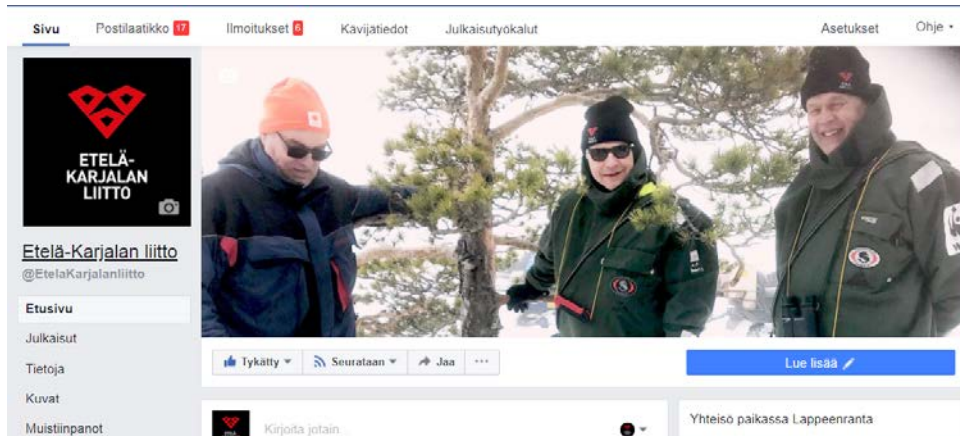 Sivu
Postilaatikko 17
Ilmoitukset 6
Kävijätiedot
Julkaisutyökalut
Asetukset
Ohje
ETELÄ-
KARJALAN
LIITTO
Etelä-Karjalan liitto
@EtelaKarjalanliitto
Etusivu
Julkaisut
Tietoja
Kuvat
Muistiinpanot
Tykätty
Seurataan
Jaa
Lue lisää
Kirjoita jotain...
Yhteisö paikassa Lappeenranta